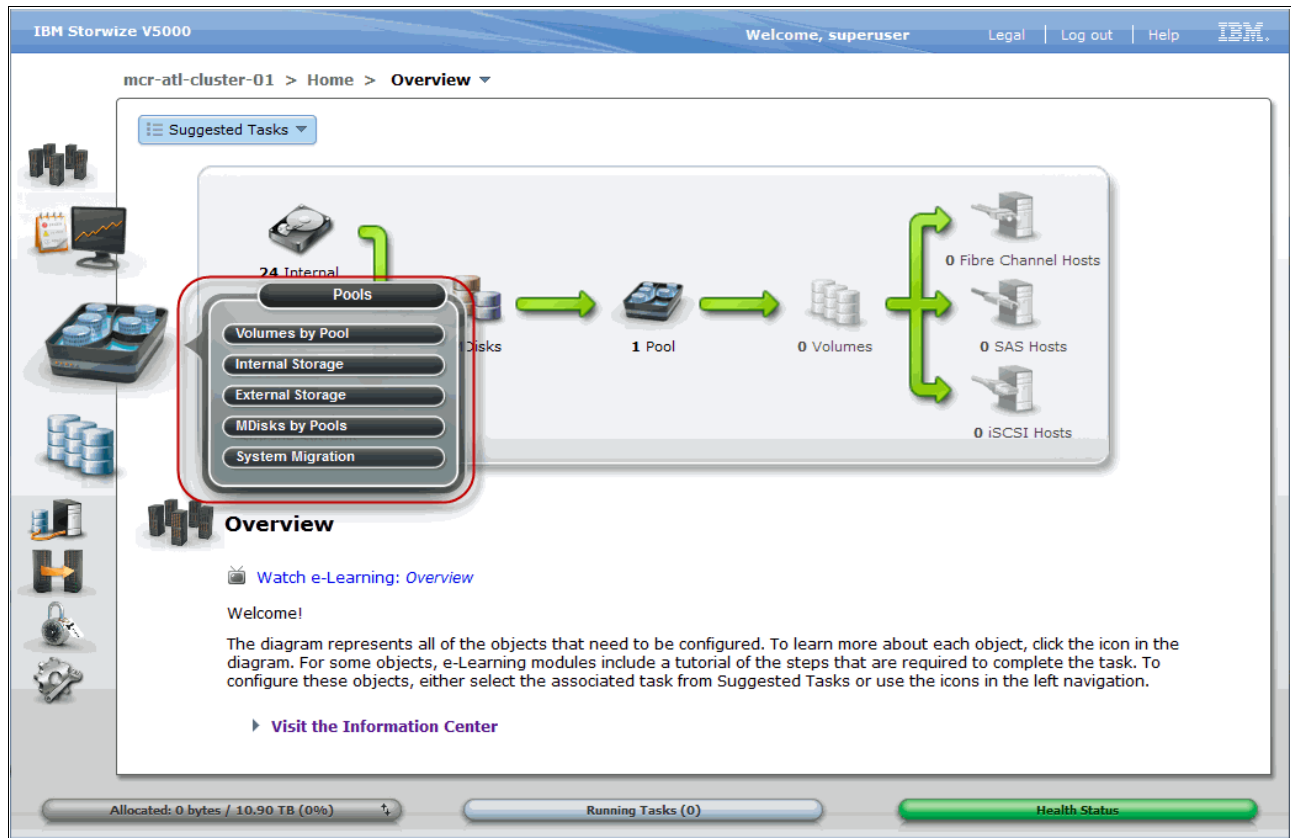 IBM Storwize V5000
Welcome, superuser
Legal | Log out | Help
IBM.
mcr-atl-cluster-01 > Home > Overview
Suggested Tasks
24 Internal
Pools
Volumes by Pool
Internal Storage
External Storage
MDisks by Pools
System Migration
1 Pool
0 Volumes
0 Fibre Channel Hosts
0 SAS Hosts
0 iSCSI Hosts
Overview
Watch e-Learning: Overview
Welcome!
The diagram represents all of the objects that need to be configured. To learn more about each object, click the icon in the
diagram. For some objects, e-Learning modules include a tutorial of the steps that are required to complete the task. To
configure these objects, either select the associated task from Suggested Tasks or use the icons in the left navigation.
Visit the Information Center
Allocated: 0 bytes / 10.90 TB (0%)
Running Tasks (0)
Health Status